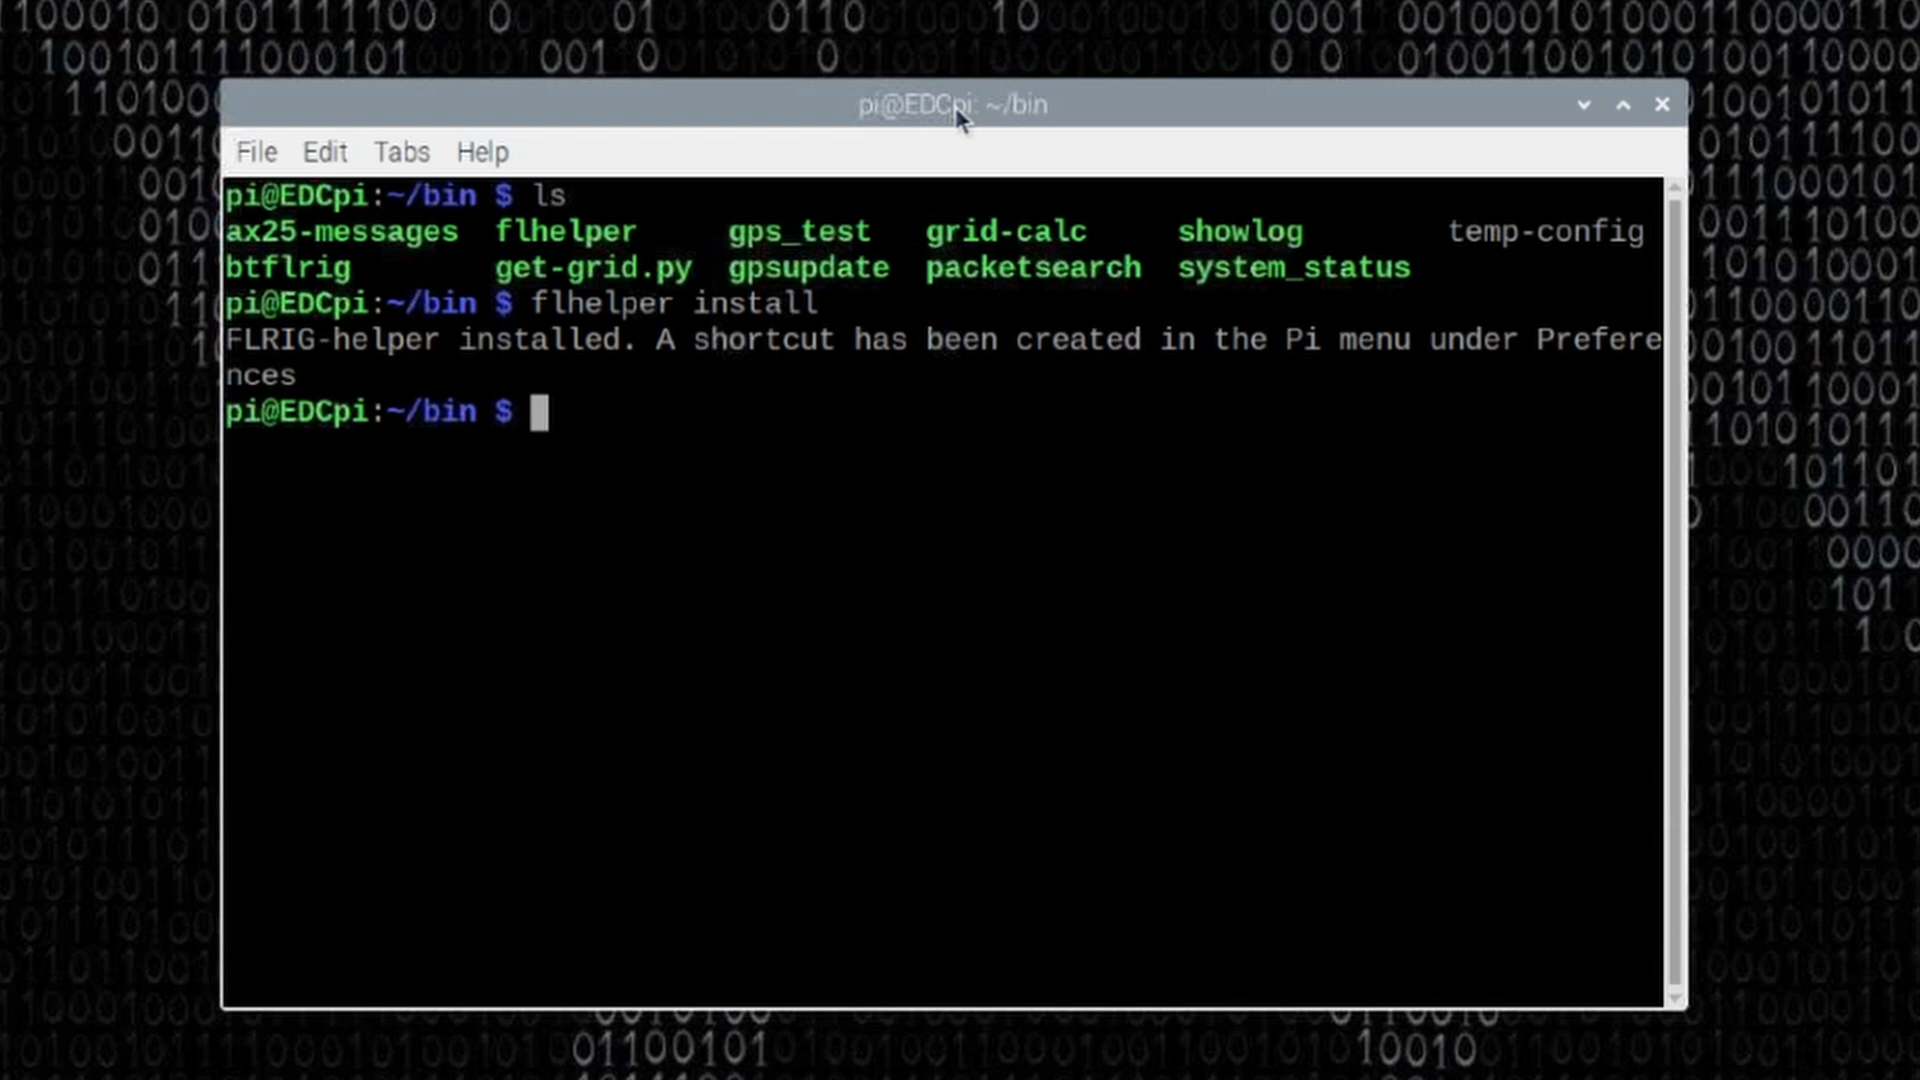 pi@EDCpi: ~/bin
File Edit Tabs Help
pi@EDCpi:~/bin $ ls
ax25-messages flhelper gps_test grid-calc showlog temp-config
btflrig get-grid.py gpsupdate packetsearch system_status
pi@EDCpi:~/bin $ flhelper install
FLRIG-helper installed. A shortcut has been created in the Pi menu under Prefere
nces
pi@EDCpi:~/bin $